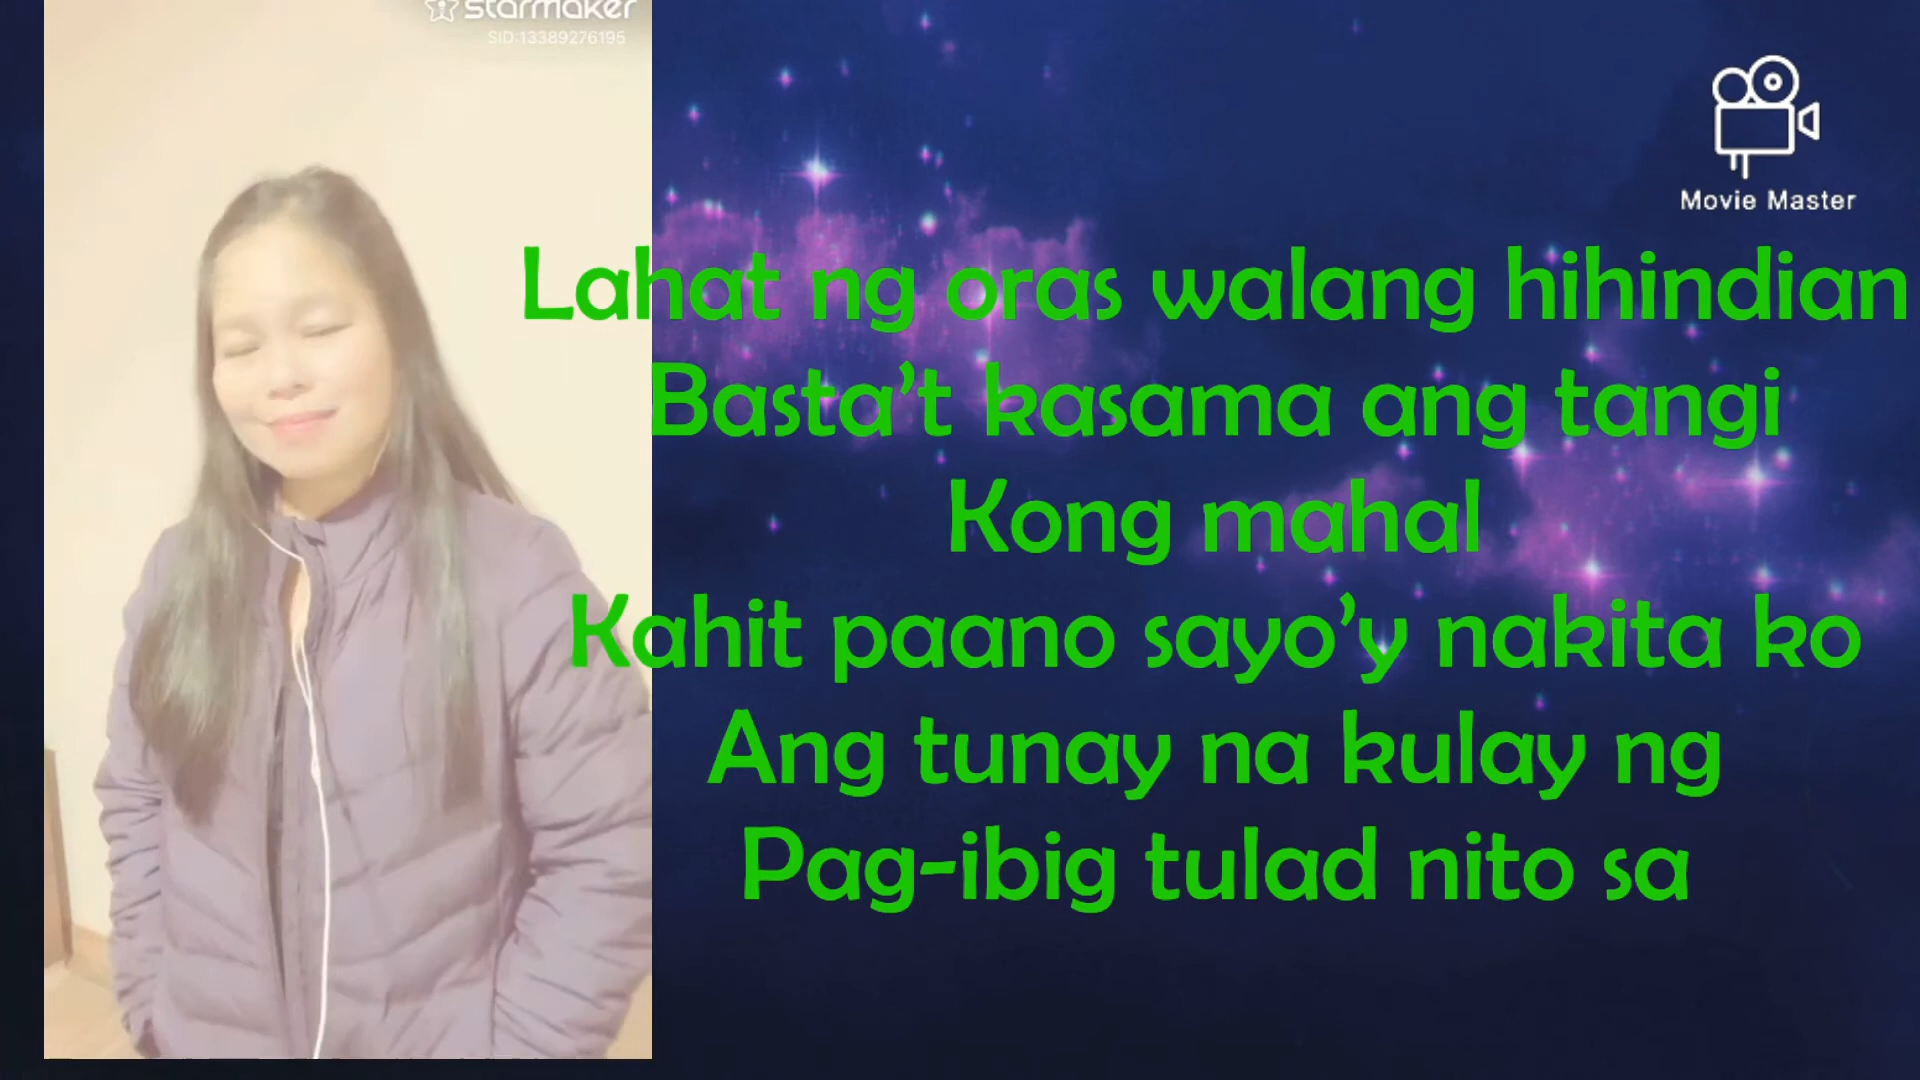 starmaker
SID:13389276195
Movie Master
Lahat ng oras walang hihindian
Basta’t kasama ang tangi
Kong mahal
Kahit paano sayo’y nakita ko
Ang tunay na kulay ng
Pag-ibig tulad nito sa